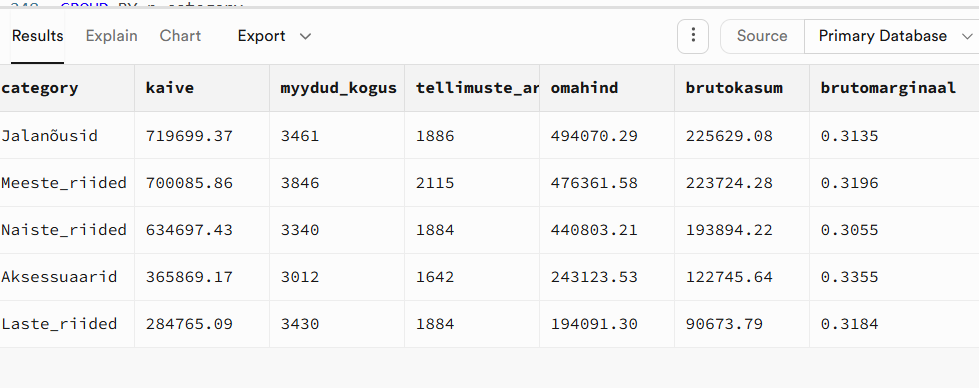 Results Explain Chart Export Source Primary Database
category kaive myydud_kogus tellimuste_ar omahind brutokasum brutomarginaal
Jalanõusid 719699.37 3461 1886 494070.29 225629.08 0.3135
Meeste_riided 700085.86 3846 2115 476361.58 223724.28 0.3196
Naiste_riided 634697.43 3340 1884 440803.21 193894.22 0.3055
Aksessuaarid 365869.17 3012 1642 243123.53 122745.64 0.3355
Laste_riided 284765.09 3430 1884 194091.30 90673.79 0.3184